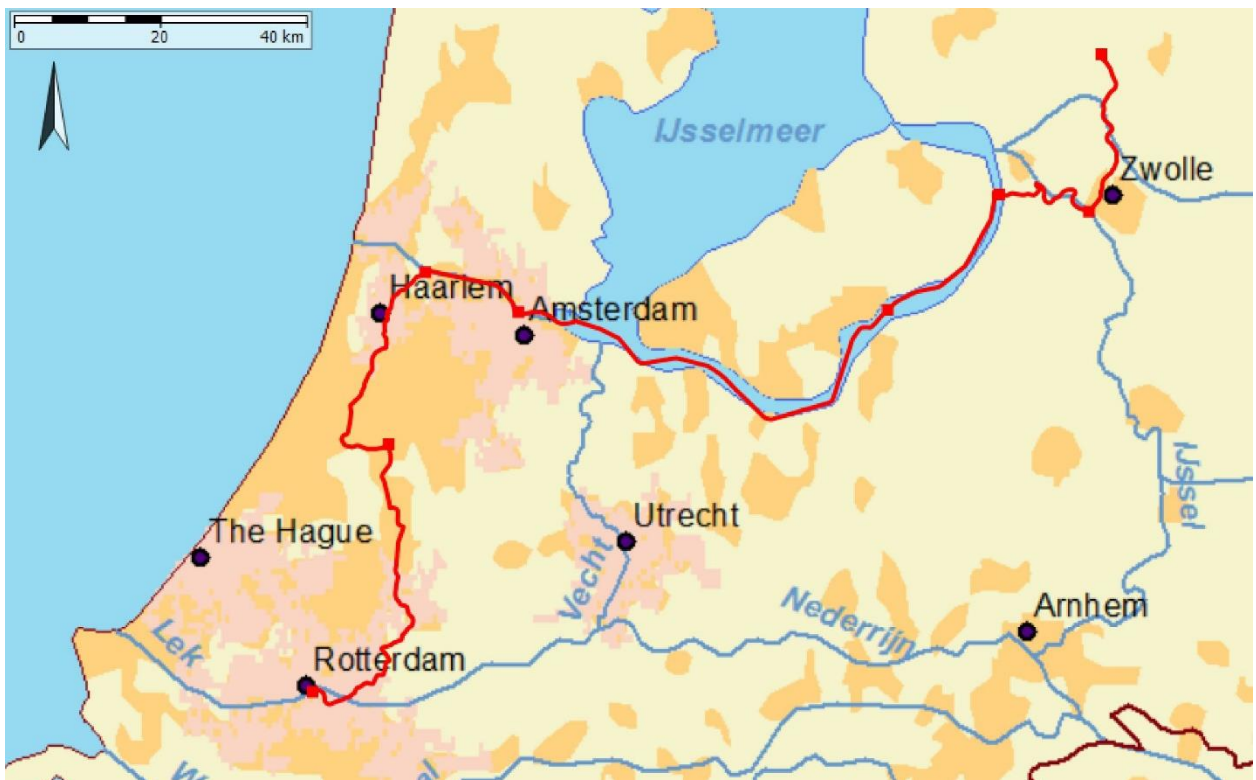 0 20 40 km
IJsselmeer
Zwolle
Haarlem
Amsterdam
The Hague
Utrecht
IJssel
Vecht
Nederrijn
Arnhem
Lek
Rotterdam